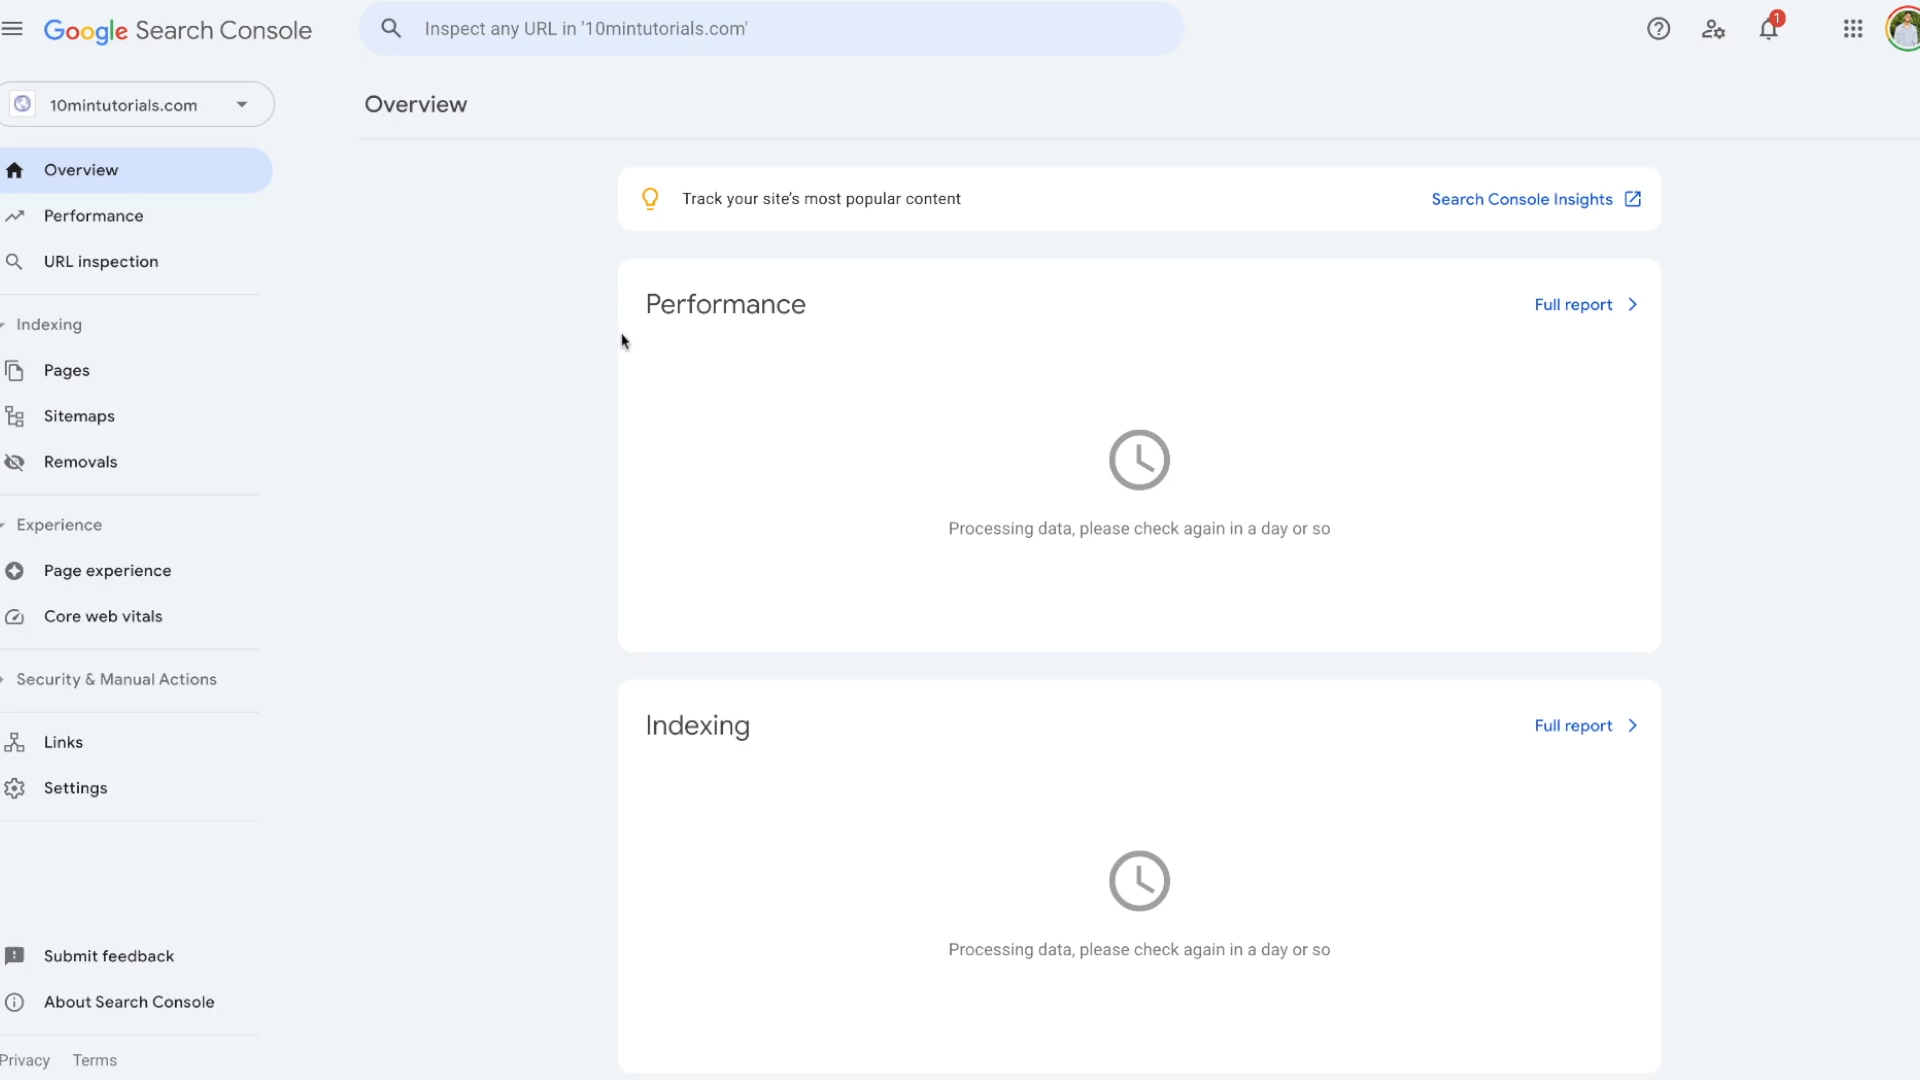 Google Search Console
Inspect any URL in '10mintutorials.com'
1
10mintutorials.com
Overview
Performance
URL inspection
Indexing
Pages
Sitemaps
Removals
Experience
Page experience
Core web vitals
Security & Manual Actions
Links
Settings
Submit feedback
About Search Console
Privacy Terms
Overview
Track your site's most popular content
Search Console Insights
Performance
Full report
Processing data, please check again in a day or so
Indexing
Full report
Processing data, please check again in a day or so